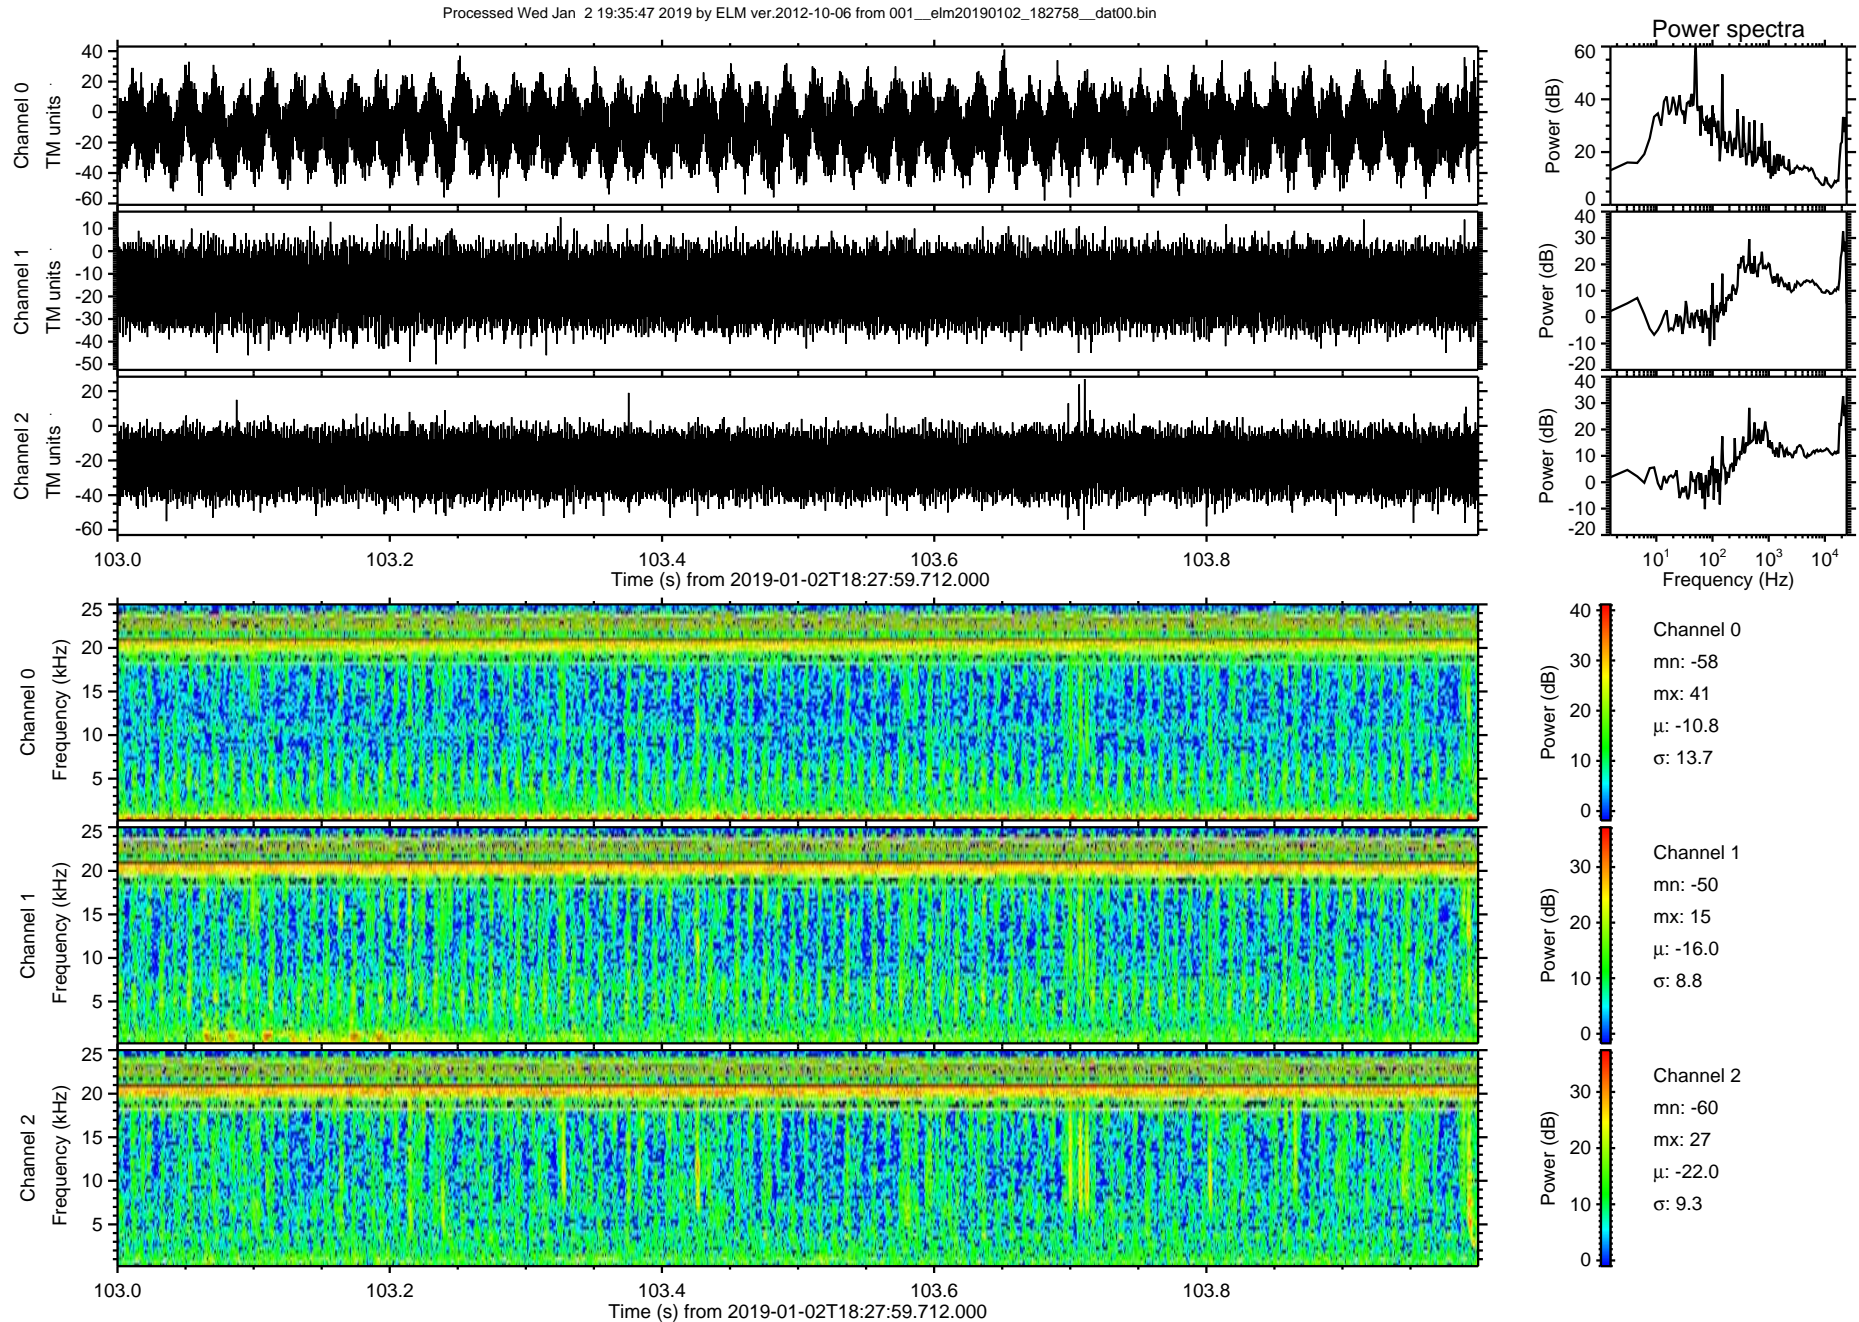 Processed Wed Jan 2 19:35:47 2019 by ELM ver.2012-10-06 from 001__elm20190102_182758__dat00.bin
Power spectra
Channel 0
TM units
40
20
0
-20
-40
-60
Power (dB)
60
40
20
0
Channel 1
TM units
10
0
-10
-20
-30
-40
-50
Power (dB)
40
30
20
10
0
-10
-20
Channel 2
TM units
20
0
-20
-40
-60
Power (dB)
40
30
20
10
0
-10
-20
103.0 103.2 103.4 103.6 103.8
Time (s) from 2019-01-02T18:27:59.712.000
10¹ 10² 10³ 10⁴
Frequency (Hz)
Channel 0
Frequency (kHz)
25
20
15
10
5
Power (dB)
40
30
20
10
0
Channel 0
mn: -58
mx: 41
μ: -10.8
σ: 13.7
Channel 1
Frequency (kHz)
25
20
15
10
5
Power (dB)
30
20
10
0
Channel 1
mn: -50
mx: 15
μ: -16.0
σ: 8.8
Channel 2
Frequency (kHz)
25
20
15
10
5
Power (dB)
30
20
10
0
Channel 2
mn: -60
mx: 27
μ: -22.0
σ: 9.3
103.0 103.2 103.4 103.6 103.8
Time (s) from 2019-01-02T18:27:59.712.000